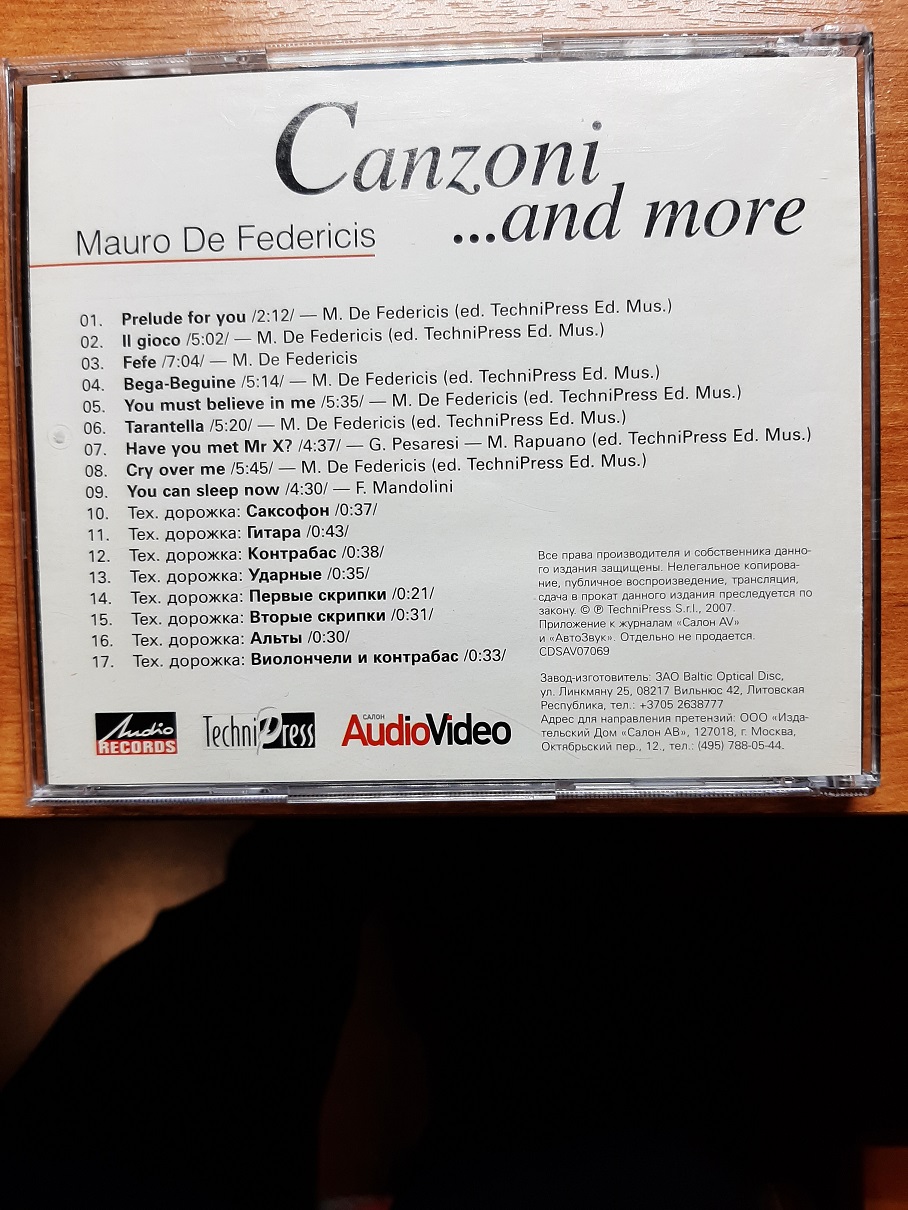 Canzoni
...and more
Mauro De Federicis
01. Prelude for you /2:12/ — M. De Federicis (ed. TechniPress Ed. Mus.)
02. Il gioco /5:02/ — M. De Federicis (ed. TechniPress Ed. Mus.)
03. Fefe /7:04/ — M. De Federicis
04. Bega-Beguine /5:14/ — M. De Federicis (ed. TechniPress Ed. Mus.)
05. You must believe in me /5:35/ — M. De Federicis (ed. TechniPress Ed. Mus.)
06. Tarantella /5:20/ — M. De Federicis (ed. TechniPress Ed. Mus.)
07. Have you met Mr X? /4:37/ — G. Pesaresi — M. Rapuano (ed. TechniPress Ed. Mus.)
08. Cry over me /5:45/ — M. De Federicis (ed. TechniPress Ed. Mus.)
09. You can sleep now /4:30/ — F. Mandolini
10. Тех. дорожка: Саксофон /0:37/
11. Тех. дорожка: Гитара /0:43/
12. Тех. дорожка: Контрабас /0:38/
13. Тех. дорожка: Ударные /0:35/
14. Тех. дорожка: Первые скрипки /0:21/
15. Тех. дорожка: Вторые скрипки /0:31/
16. Тех. дорожка: Альты /0:30/
17. Тех. дорожка: Виолончели и контрабас /0:33/
Все права производителя и собственника данно-
го издания защищены. Нелегальное копирова-
ние, публичное воспроизведение, трансляция,
сдача в прокат данного издания преследуется по
закону. © ℗ TechniPress S.r.l., 2007.
Приложение к журналам «Салон AV»
и «АвтоЗвук». Отдельно не продается.
CDSAV07069
Завод-изготовитель: ЗАО Baltic Optical Disc,
ул. Линкмяну 25, 08217 Вильнюс 42, Литовская
Республика, тел.: +3705 2638777
Адрес для направления претензий: ООО «Изда-
тельский Дом «Салон АВ», 127018, г. Москва,
Октябрьский пер., 12., тел.: (495) 788-05-44.
Audio
RECORDS
TechniPress
САЛОН
AudioVideo